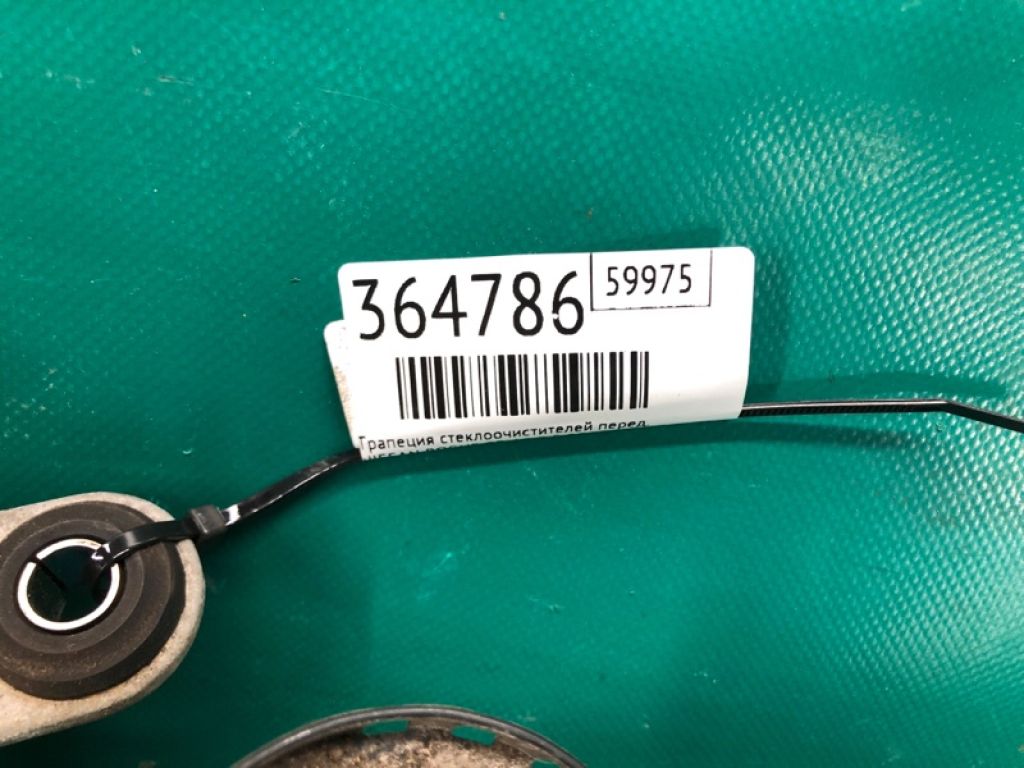 364786
59975
Трапеция стеклоочистителей перед.